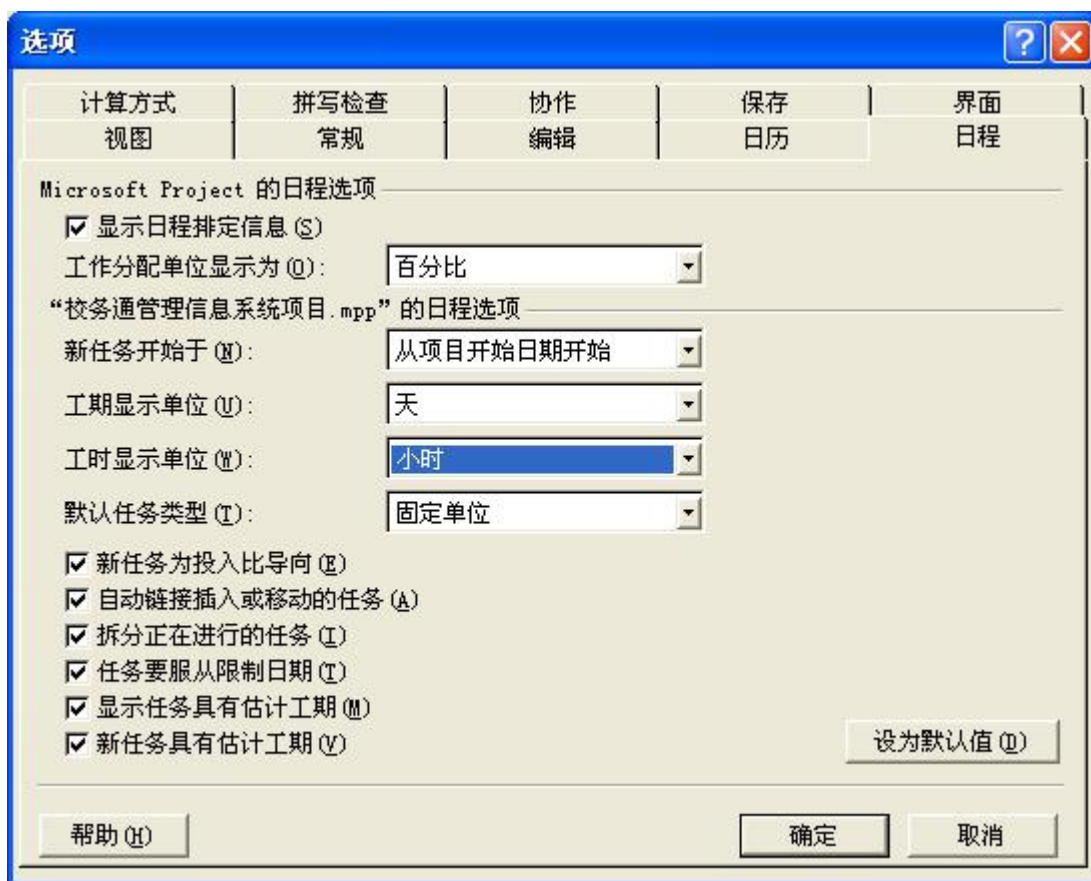 选项
计算方式 拼写检查 协作 保存 界面
视图 常规 编辑 日历 日程
Microsoft Project 的日程选项
显示日程排定信息(S)
工作分配单位显示为(O): 百分比
“校务通管理信息系统项目.mpp”的日程选项
新任务开始于(N): 从项目开始日期开始
工期显示单位(U): 天
工时显示单位(W): 小时
默认任务类型(T): 固定单位
新任务为投入比导向(E)
自动链接插入或移动的任务(A)
拆分正在进行的任务(I)
任务要服从限制日期(T)
显示任务具有估计工期(M)
新任务具有估计工期(V)
设为默认值(D)
帮助(H) 确定 取消